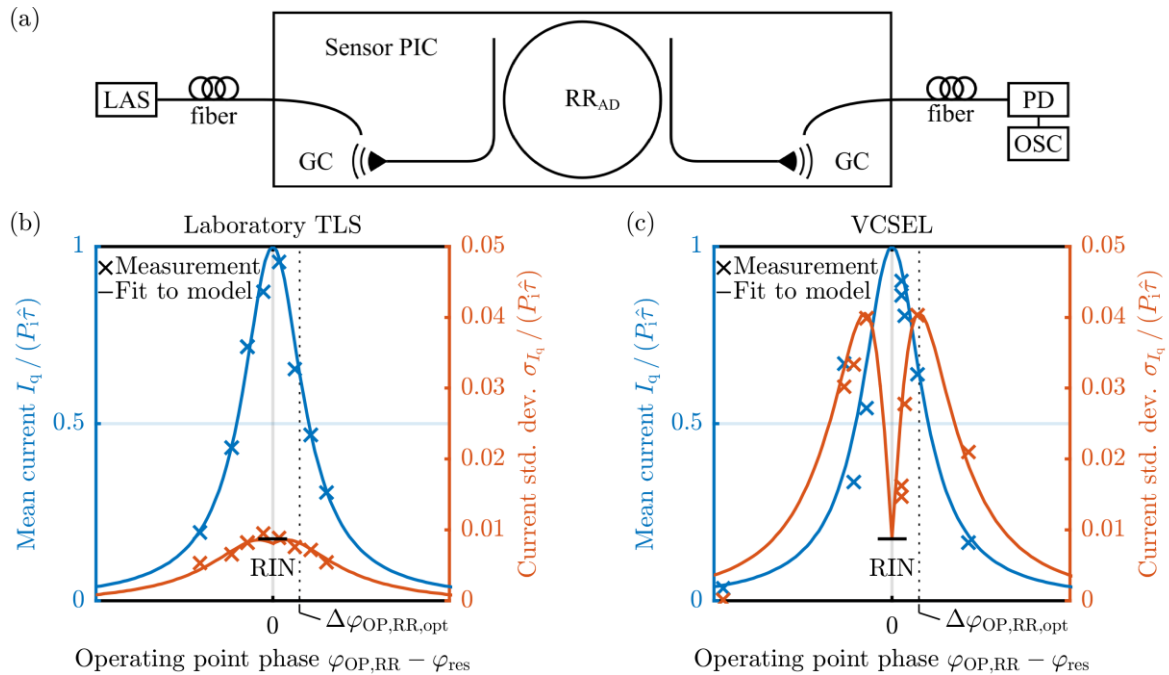 (a)
Sensor PIC
LAS
fiber
GC
RR_AD
GC
fiber
PD
OSC
(b)
Laboratory TLS
Mean current I_q / (P_i τ̂)
1
0.5
0
× Measurement
– Fit to model
RIN
0
Δφ_OP,RR,opt
Operating point phase φ_OP,RR − φ_res
0.05
0.04
0.03
0.02
0.01
0
Current std. dev. σ_I_q / (P_i τ̂)
(c)
VCSEL
Mean current I_q / (P_i τ̂)
1
0.5
0
× Measurement
– Fit to model
RIN
0
Δφ_OP,RR,opt
Operating point phase φ_OP,RR − φ_res
0.05
0.04
0.03
0.02
0.01
0
Current std. dev. σ_I_q / (P_i τ̂)